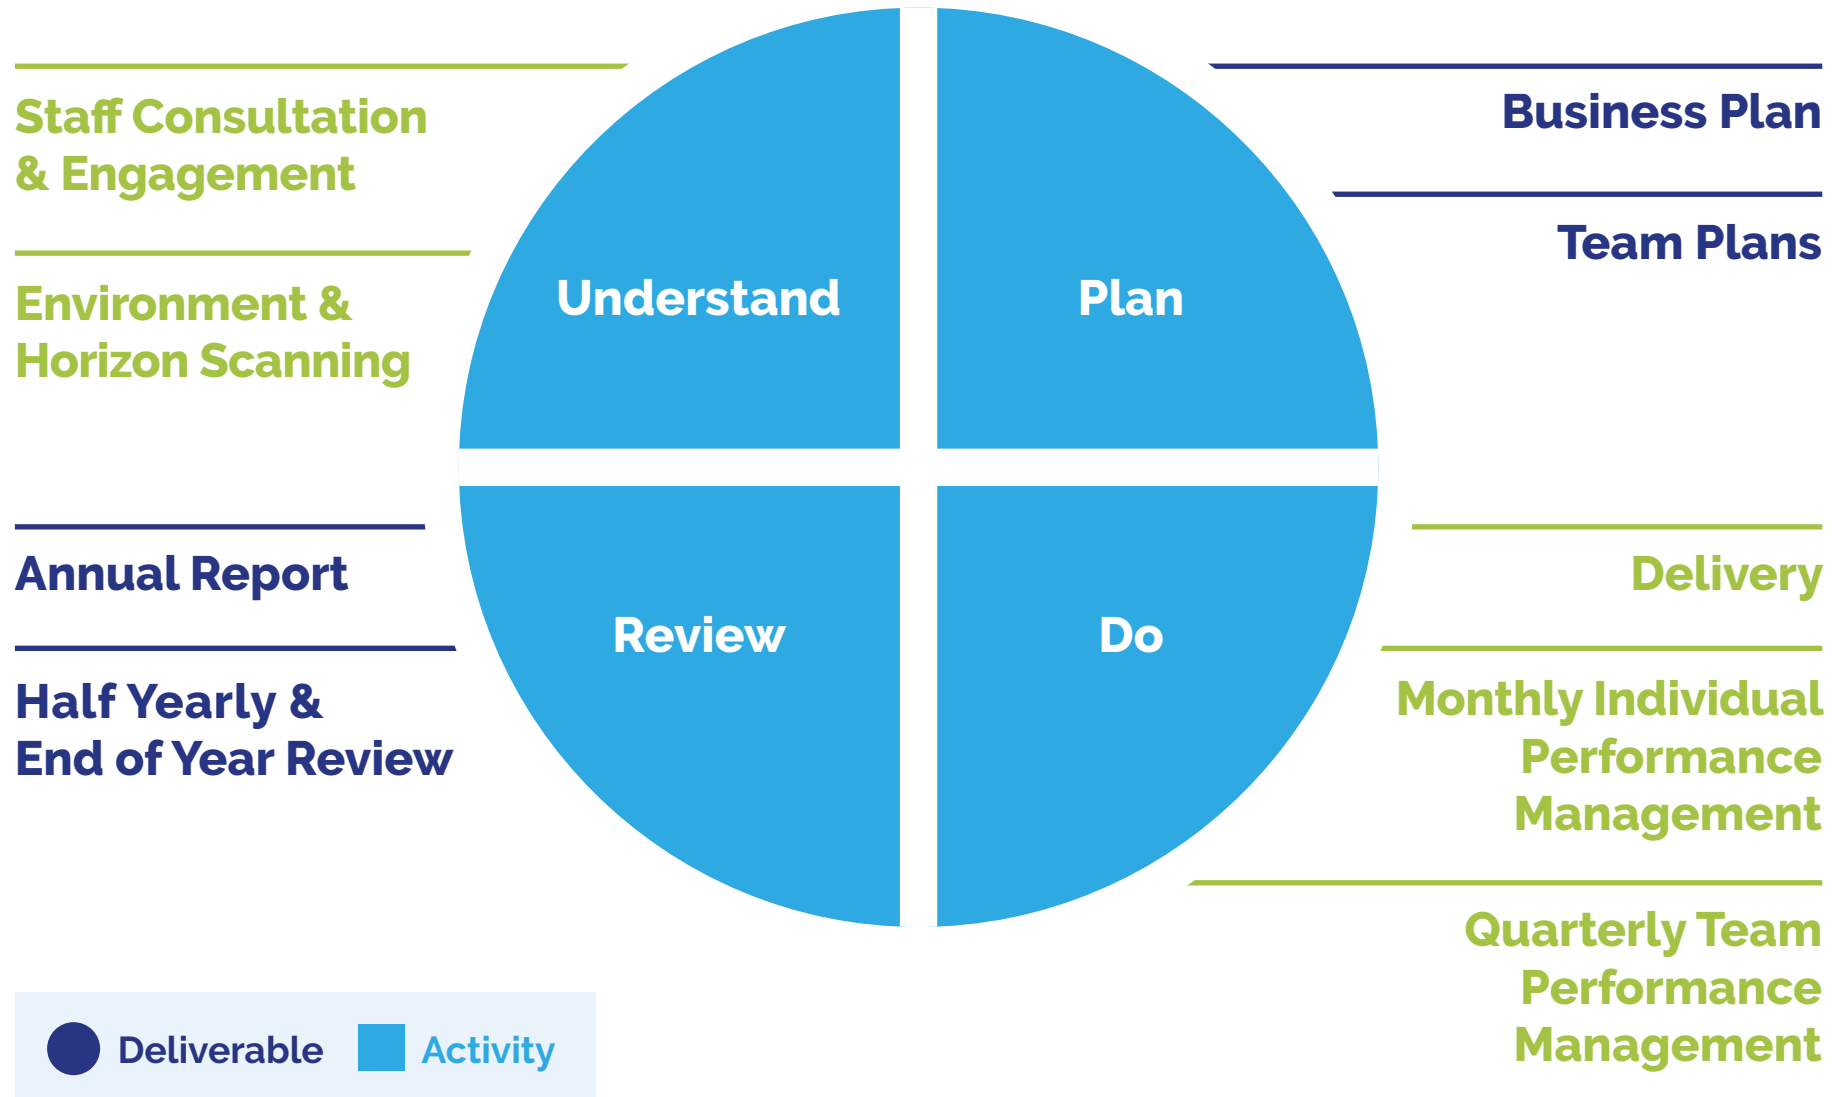 Staff Consultation
& Engagement
Environment &
Horizon Scanning
Understand
Plan
Business Plan
Team Plans
Annual Report
Half Yearly &
End of Year Review
Review
Do
Delivery
Monthly Individual
Performance
Management
Quarterly Team
Performance
Management
Deliverable
Activity